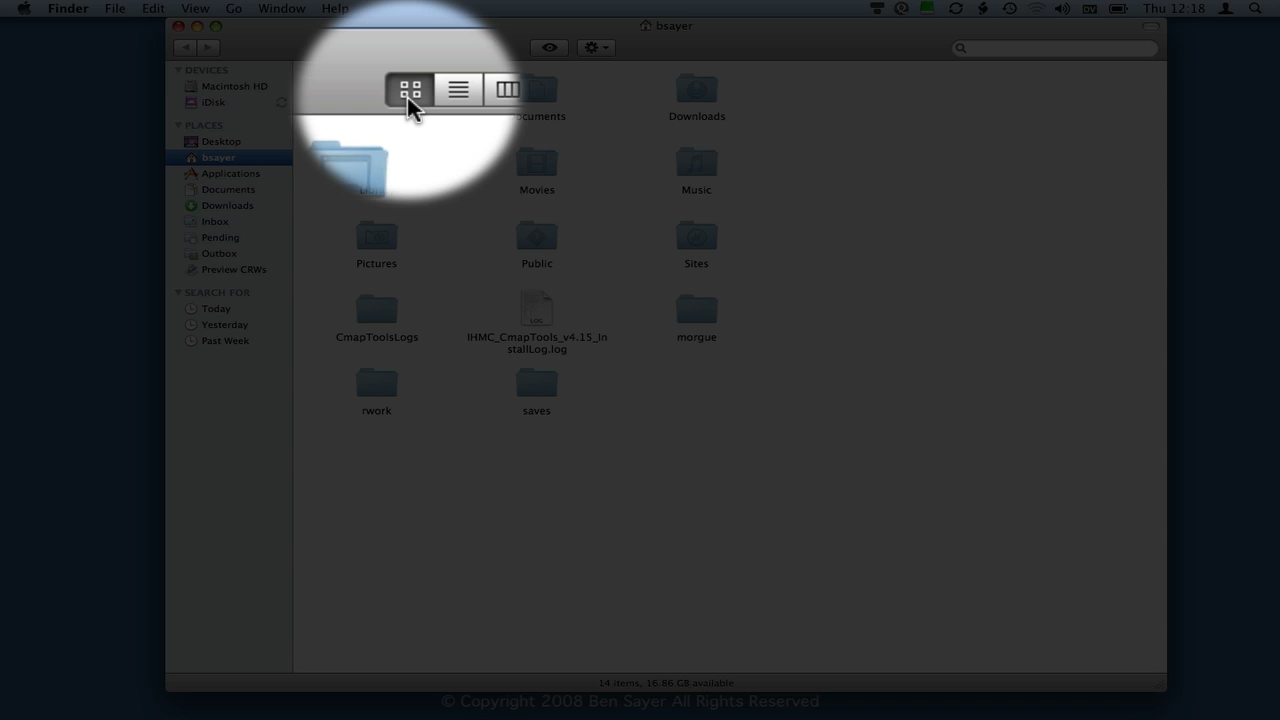 Finder File Edit View Go Window Help Thu 12:18
bsayer
DEVICES
Macintosh HD
iDisk
PLACES
Desktop
bsayer
Applications
Documents
Downloads
Inbox
Pending
Outbox
Preview CRWs
SEARCH FOR
Today
Yesterday
Past Week
Downloads
Movies
Music
Pictures
Public
Sites
CmapToolsLogs
IHMC_CmapTools_v4.15_In
stallLog.log
LOG
morgue
rwork
saves
14 items, 16.86 GB available
© Copyright 2008 Ben Sayer All Rights Reserved